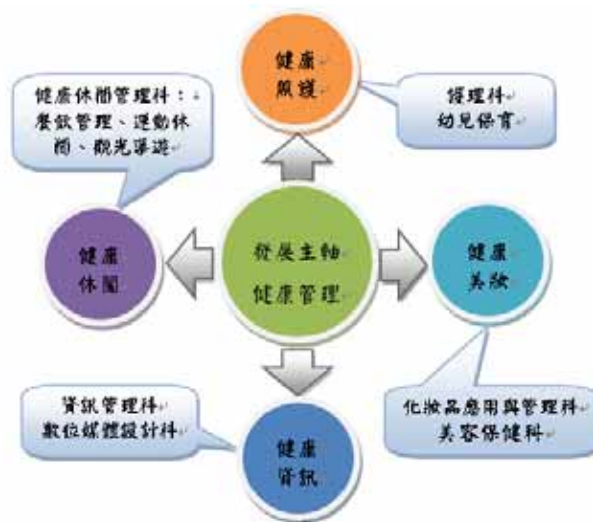 健康
照護
健康休閒管理科：
餐飲管理、運動休
閒、觀光導遊
護理科
幼兒保育
健康
休閒
發展主軸
健康管理
健康
美妝
資訊管理科
數位媒體設計科
健康
資訊
化妝品應用與管理科
美容保健科